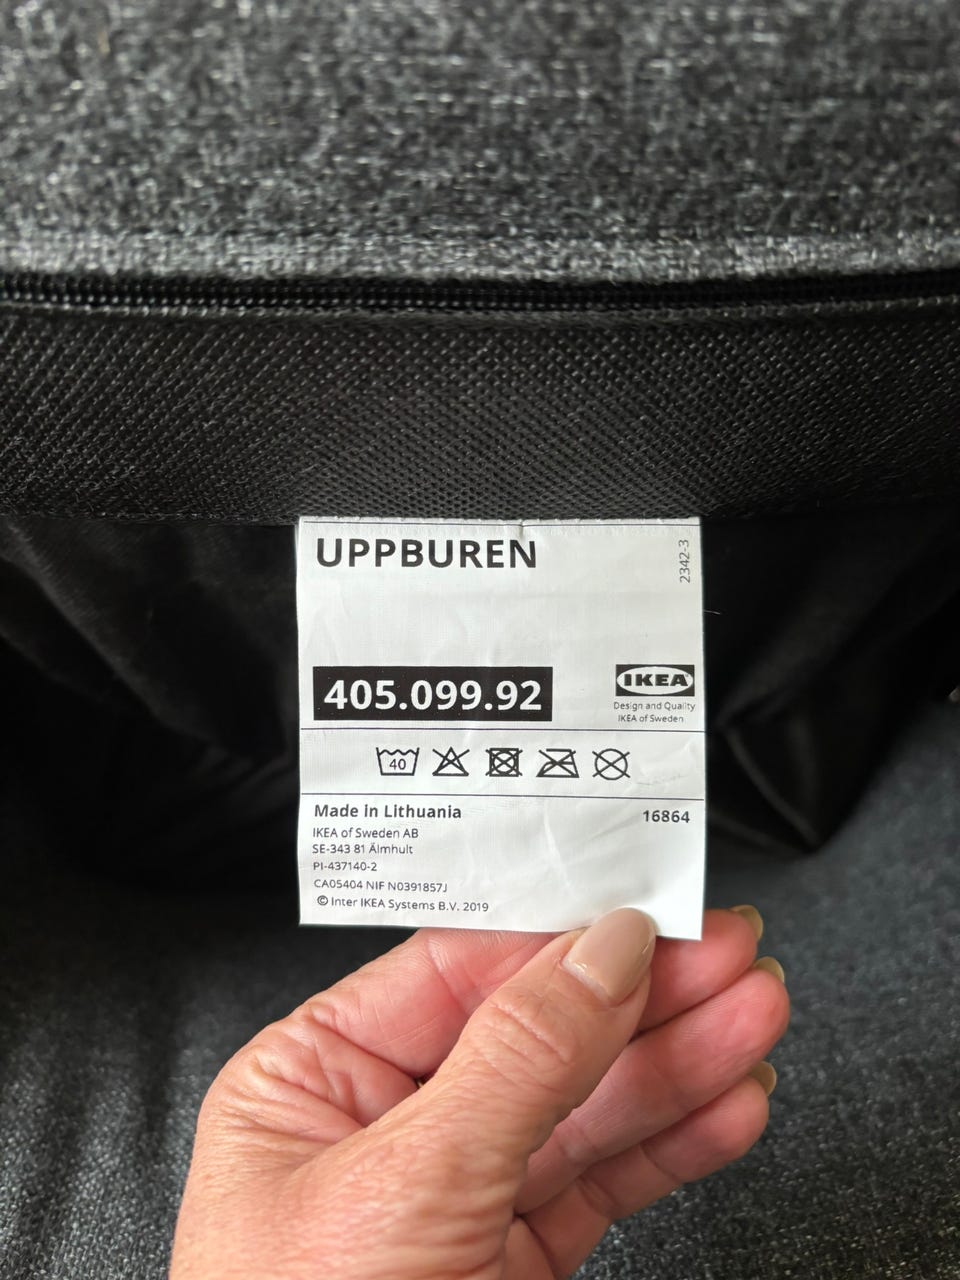 UPPBUREN
2342-3
405.099.92
IKEA
Design and Quality
IKEA of Sweden
40
Made in Lithuania
16864
IKEA of Sweden AB
SE-343 81 Älmhult
PI-437140-2
CA05404 NIF N0391857J
© Inter IKEA Systems B.V. 2019